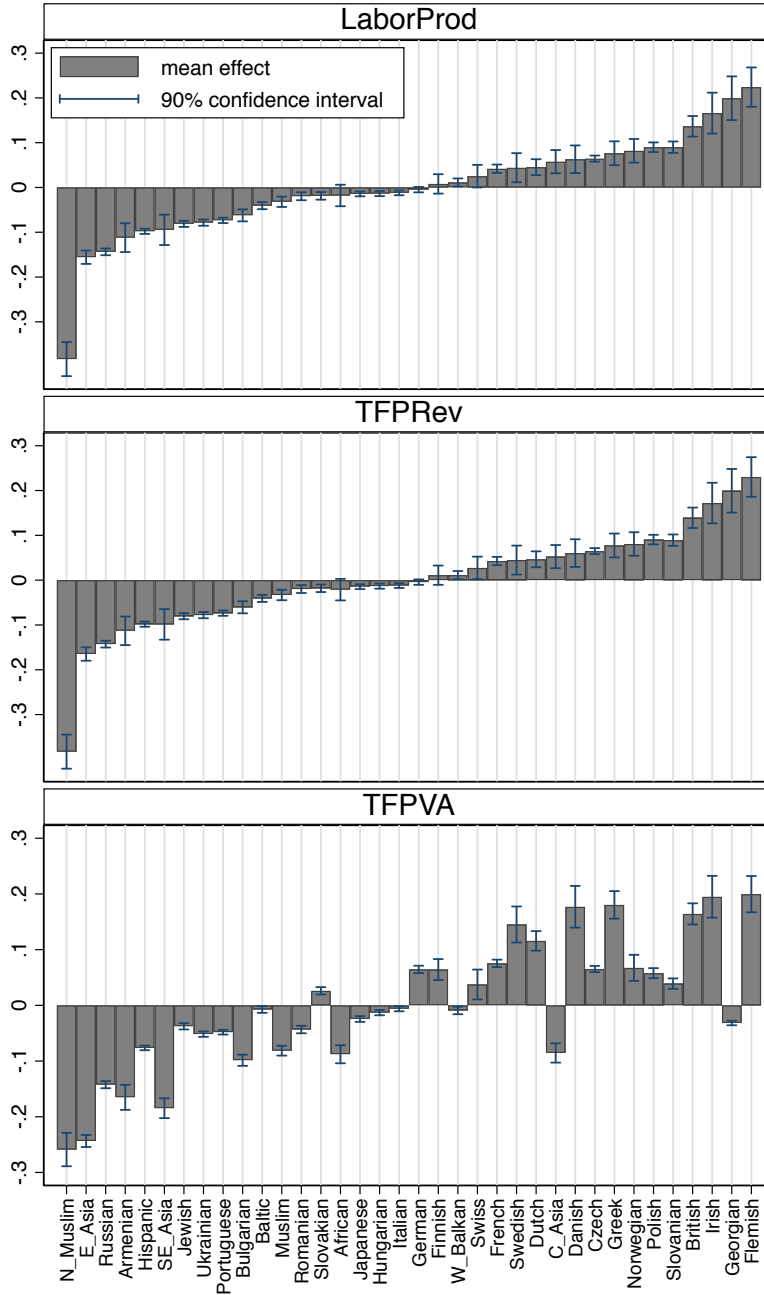 LaborProd
.3
.2
.1
0
-.1
-.2
-.3
mean effect
90% confidence interval
TFPRev
.3
.2
.1
0
-.1
-.2
-.3
TFPVA
.3
.2
.1
0
-.1
-.2
-.3
N_Muslim
E_Asia
Russian
Armenian
Hispanic
SE_Asia
Jewish
Ukrainian
Portuguese
Bulgarian
Baltic
Muslim
Romanian
Slovakian
African
Japanese
Hungarian
Italian
German
Finnish
W_Balkan
Swiss
French
Swedish
Dutch
C_Asia
Danish
Czech
Greek
Norwegian
Polish
Slovanian
British
Irish
Georgian
Flemish